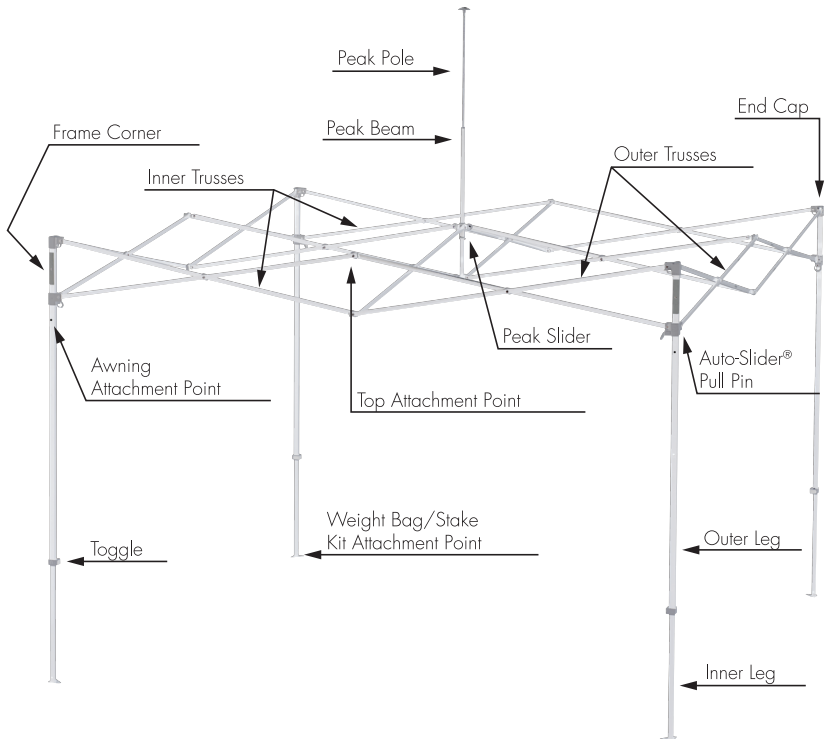 Peak Pole
End Cap
Peak Beam
Frame Corner
Outer Trusses
Inner Trusses
Peak Slider
Auto-Slider®
Pull Pin
Awning
Attachment Point
Top Attachment Point
Weight Bag/Stake
Kit Attachment Point
Toggle
Outer Leg
Inner Leg